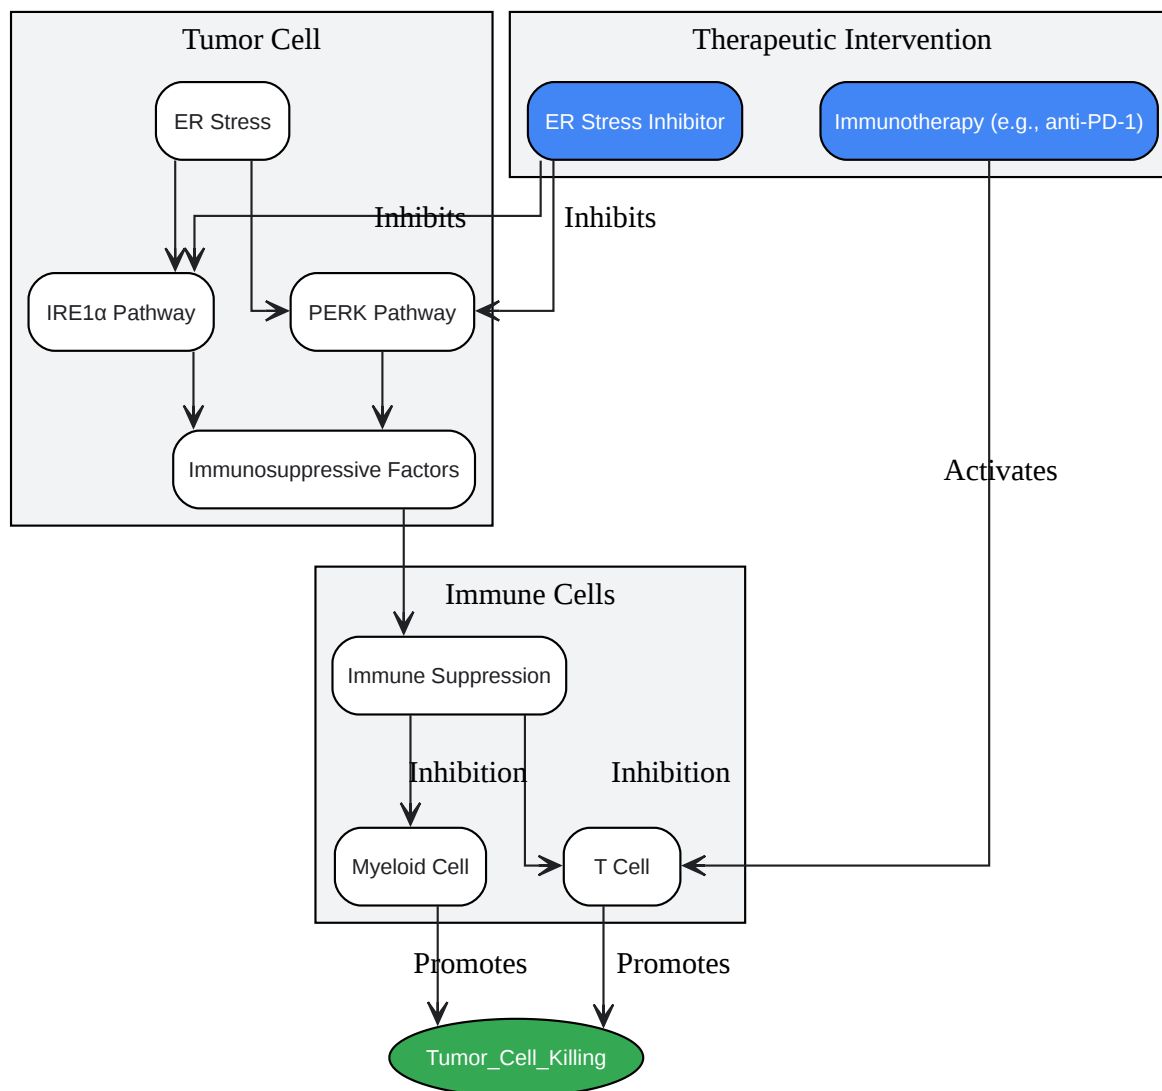 Tumor Cell
Therapeutic Intervention
ER Stress
ER Stress Inhibitor
Immunotherapy (e.g., anti-PD-1)
Inhibits
Inhibits
IRE1α Pathway
PERK Pathway
Immunosuppressive Factors
Activates
Immune Cells
Immune Suppression
Inhibition
Inhibition
Myeloid Cell
T Cell
Promotes
Promotes
Tumor_Cell_Killing